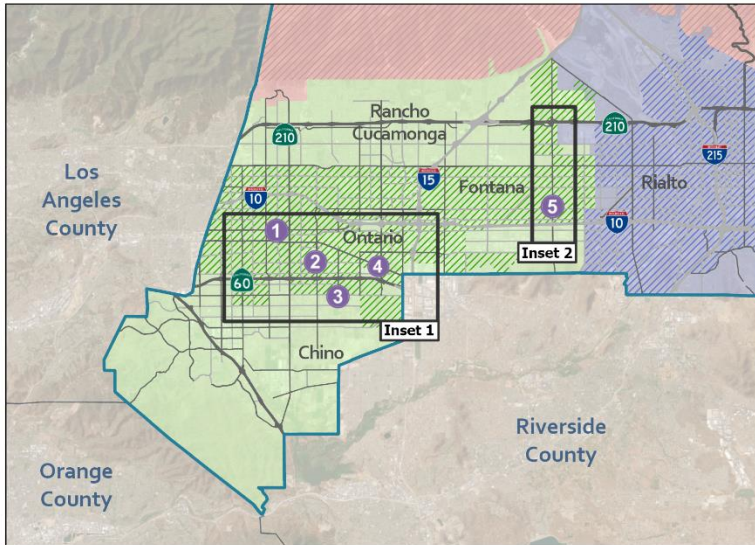 Rancho
Cucamonga
210
210
215
Los
Angeles
County
15
Fontana
Rialto
10
5
10
1
Ontario
Inset 2
2
4
60
3
Inset 1
Chino
Riverside
County
Orange
County